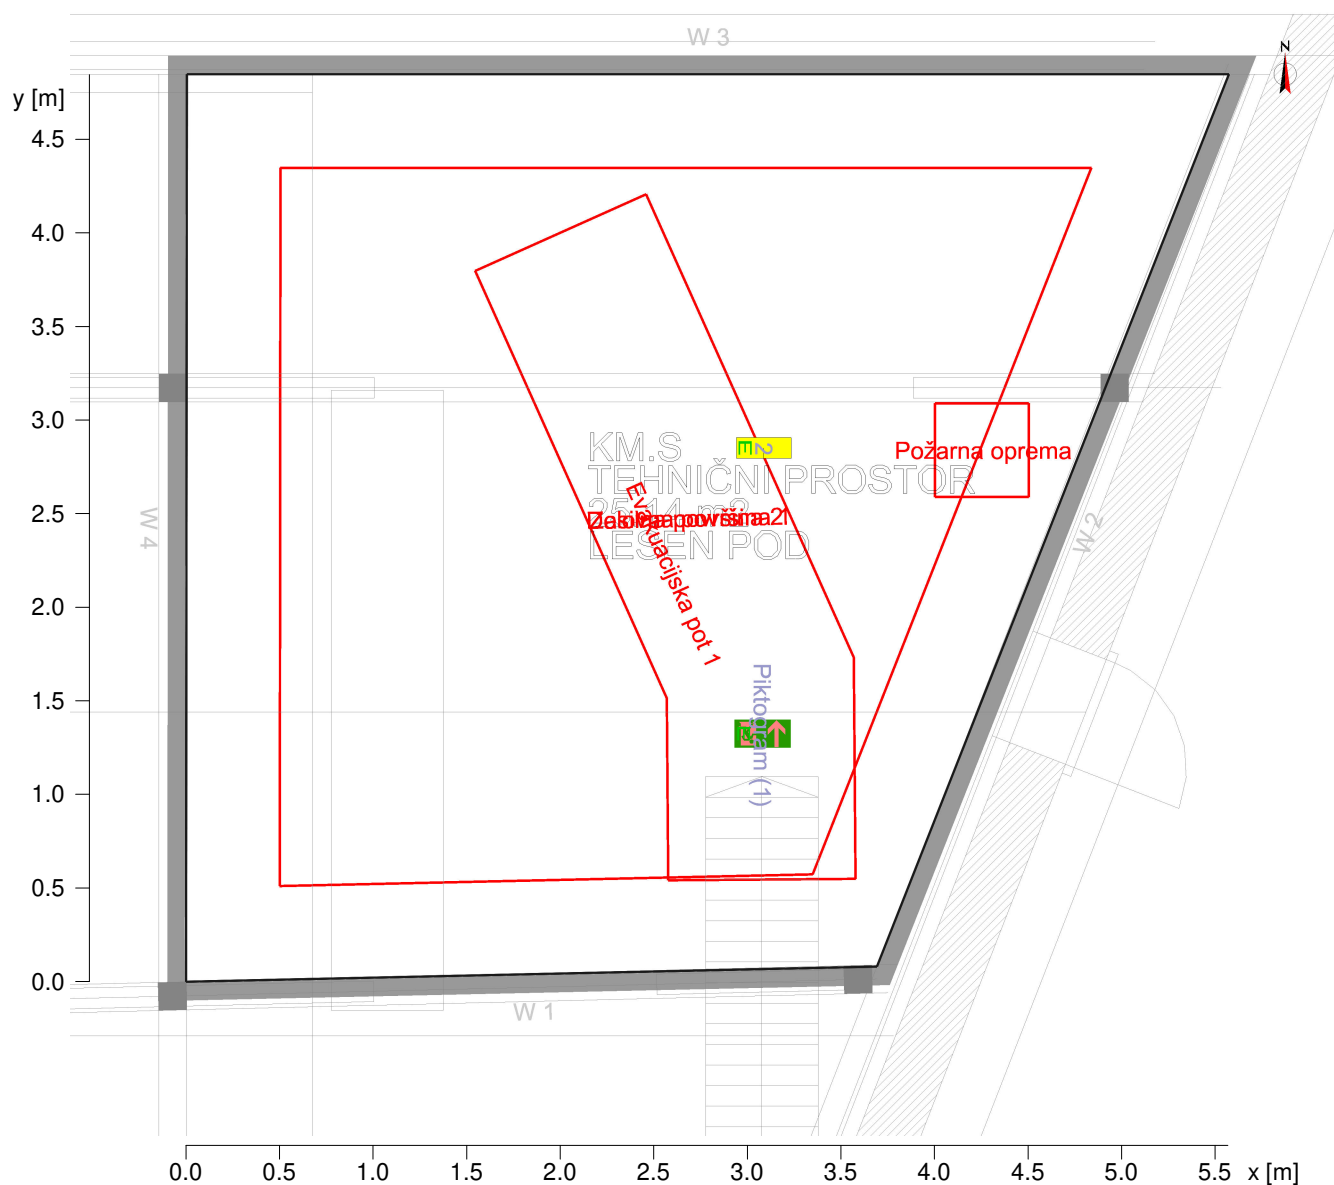 W 3
N
y [m]
4.5
4.0
3.5
3.0
2.5
2.0
1.5
1.0
0.5
0.0
E
2
KM.S
Požarna oprema
TEHNIČNI PROSTOR
LESEN POD
Evakuacijska pot 1
W 4
W 2
Piktogram (1)
W 1
0.0 0.5 1.0 1.5 2.0 2.5 3.0 3.5 4.0 4.5 5.0 5.5 x [m]